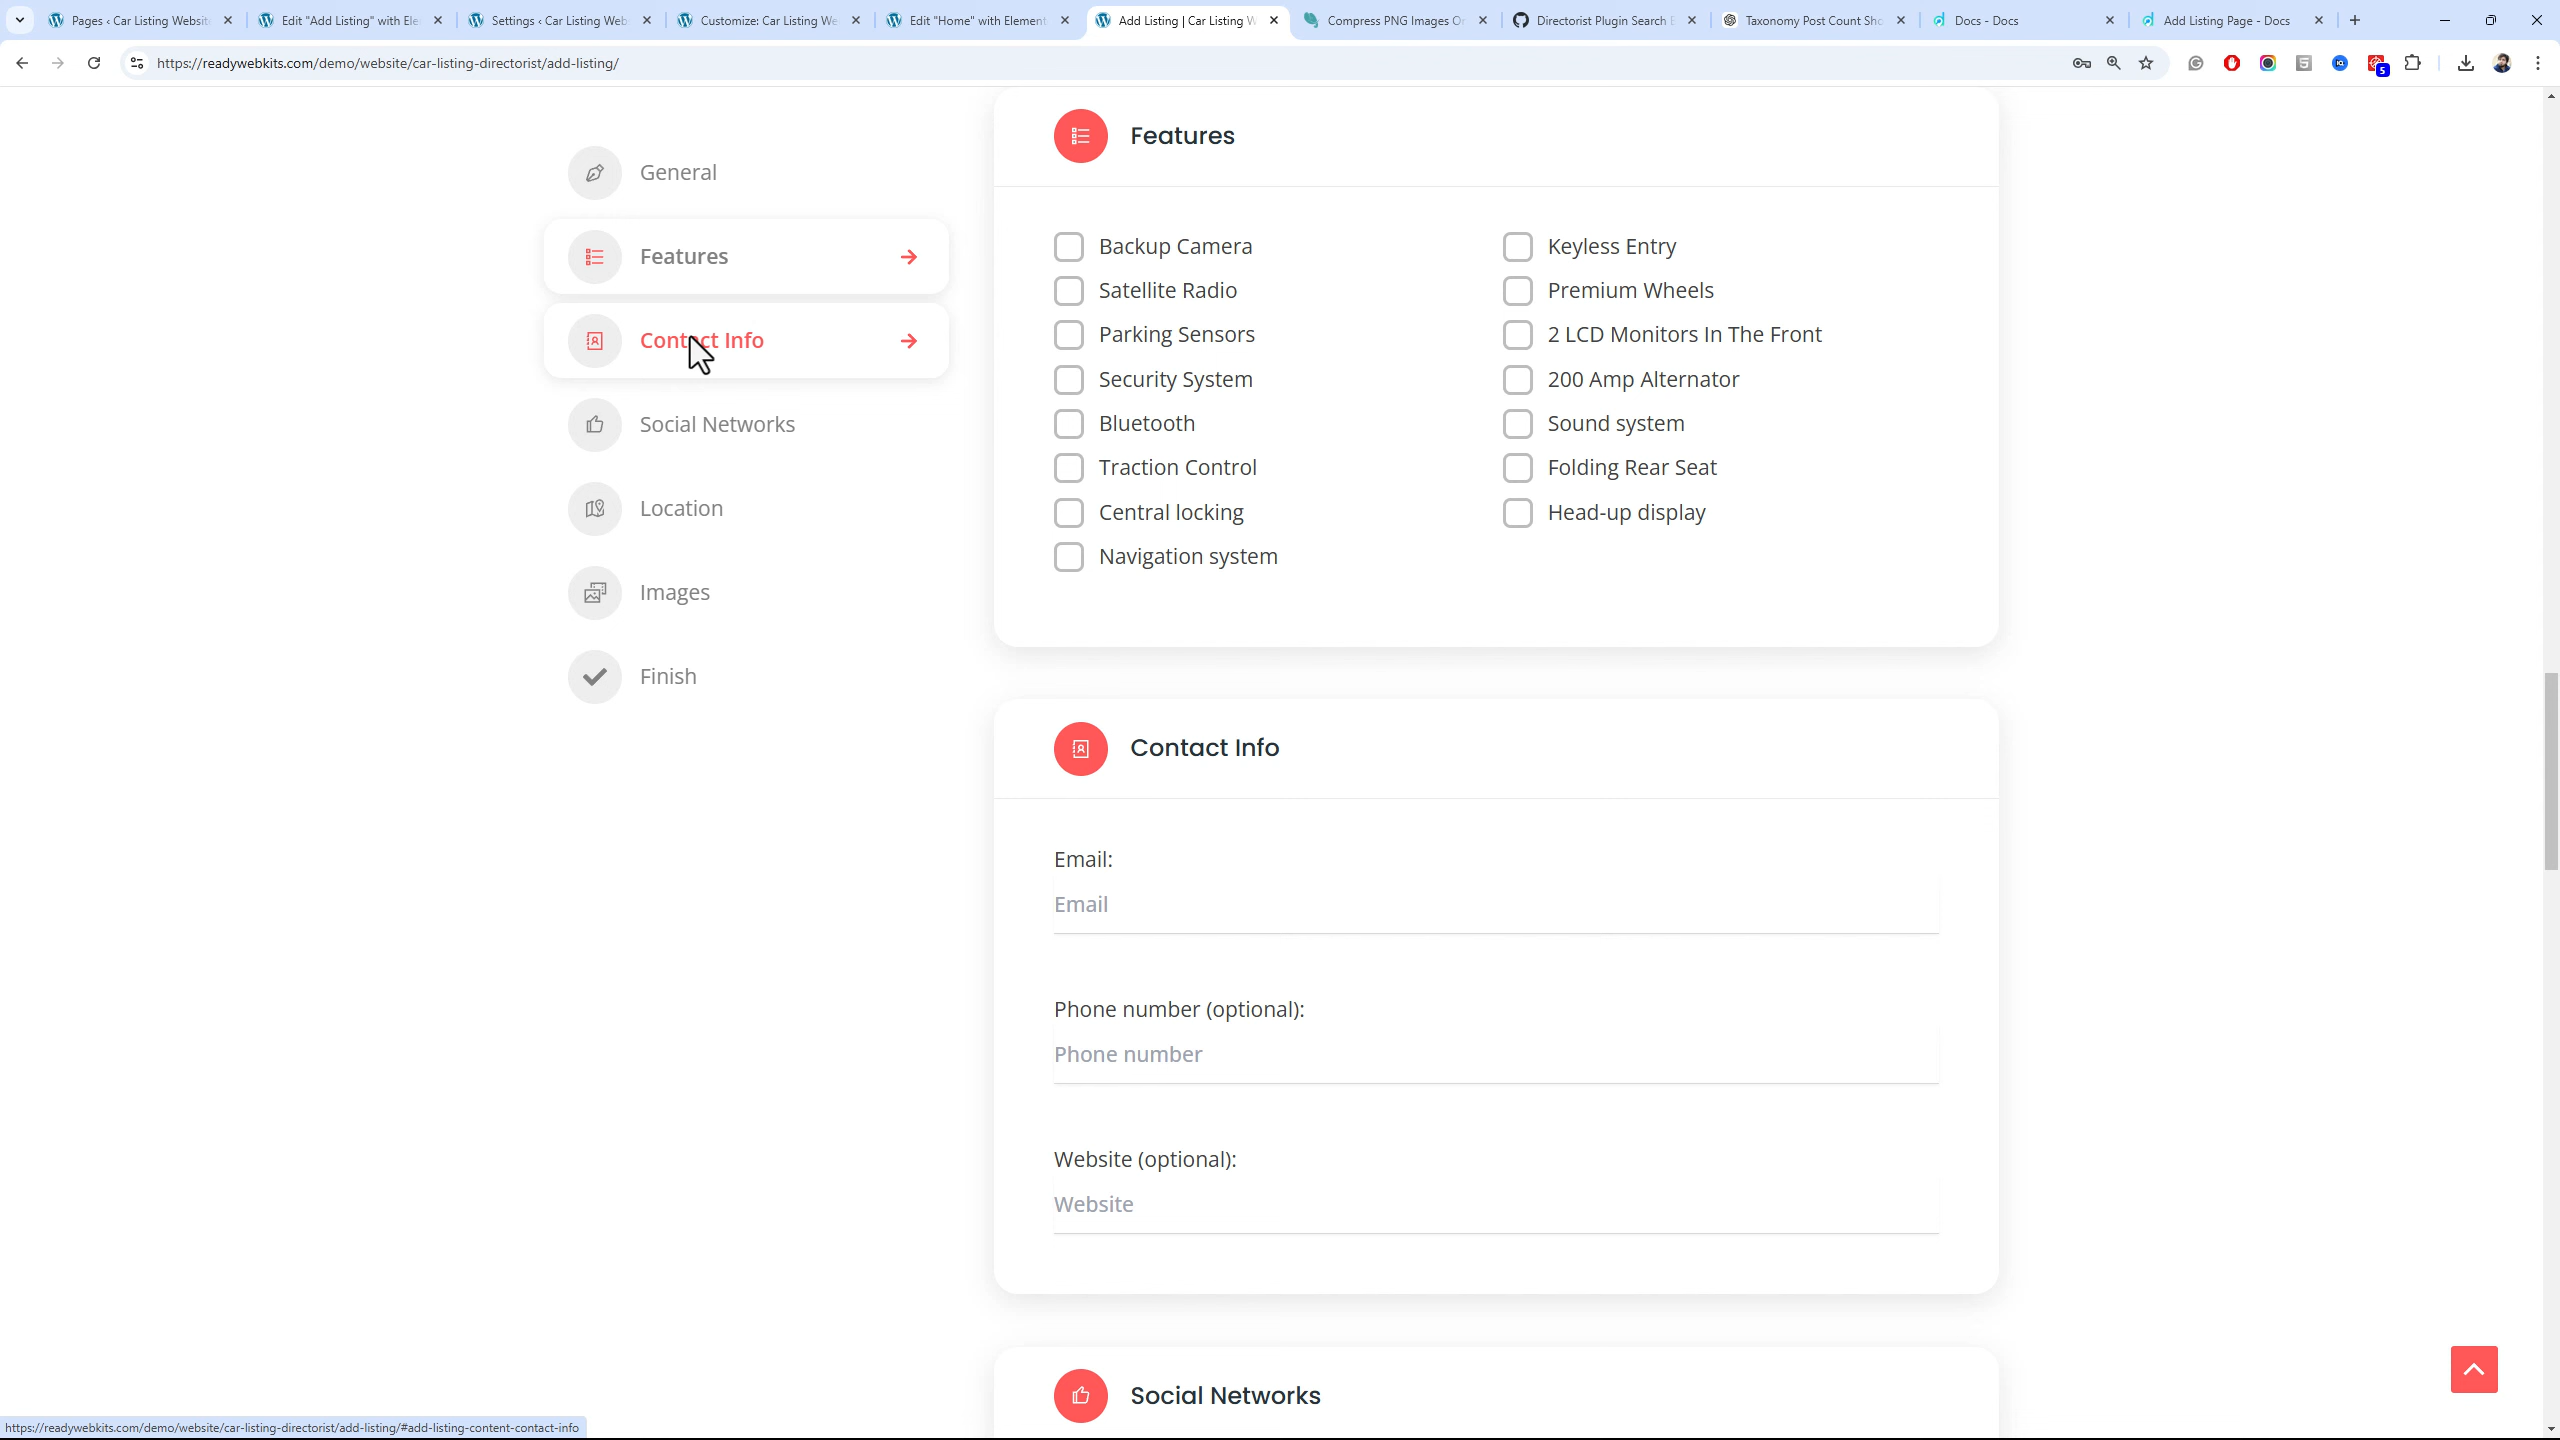 Pages ‹ Car Listing Websit
Edit "Add Listing" with Ele
Settings ‹ Car Listing Web
Customize: Car Listing We
Edit "Home" with Element
Add Listing | Car Listing W
Compress PNG Images On
Directorist Plugin Search E
Taxonomy Post Count Sho
Docs - Docs
Add Listing Page - Docs
https://readywebkits.com/demo/website/car-listing-directorist/add-listing/
5
General
Features
Contact Info
Social Networks
Location
Images
Finish
Features
Backup Camera
Keyless Entry
Satellite Radio
Premium Wheels
Parking Sensors
2 LCD Monitors In The Front
Security System
200 Amp Alternator
Bluetooth
Sound system
Traction Control
Folding Rear Seat
Central locking
Head-up display
Navigation system
Contact Info
Email:
Email
Phone number (optional):
Phone number
Website (optional):
Website
Social Networks
https://readywebkits.com/demo/website/car-listing-directorist/add-listing/#add-listing-content-contact-info